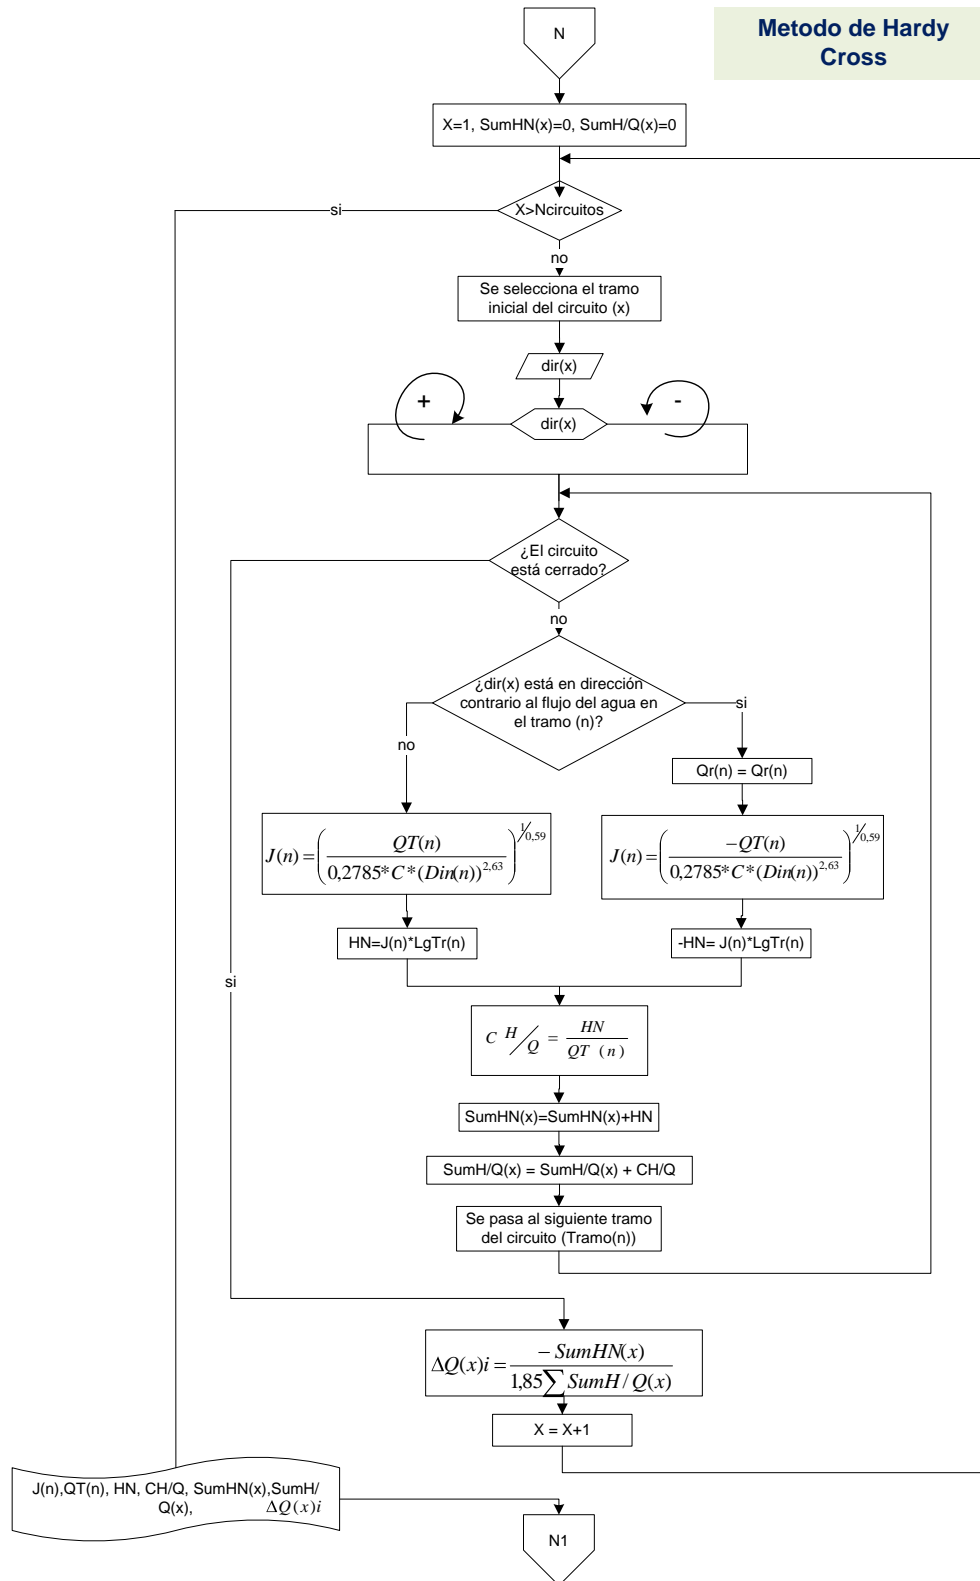 N
Metodo de Hardy
Cross
X=1, SumHN(x)=0, SumH/Q(x)=0
X>Ncircuitos
si
no
Se selecciona el tramo
inicial del circuito (x)
dir(x)
+
-
dir(x)
¿El circuito
está cerrado?
no
¿dir(x) está en dirección
contrario al flujo del agua en
el tramo (n)?
si
no
Qr(n) = Qr(n)
J(n)=(QT(n)/0,2785*C*(Din(n))^2,63)^1/0,59
J(n)=(-QT(n)/0,2785*C*(Din(n))^2,63)^1/0,59
HN=J(n)*LgTr(n)
-HN= J(n)*LgTr(n)
si
C H/Q = HN/QT (n)
SumHN(x)=SumHN(x)+HN
SumH/Q(x) = SumH/Q(x) + CH/Q
Se pasa al siguiente tramo
del circuito (Tramo(n))
ΔQ(x)i = -SumHN(x)/1,85∑SumH/Q(x)
X = X+1
J(n),QT(n), HN, CH/Q, SumHN(x),SumH/
Q(x), ΔQ(x)i
N1